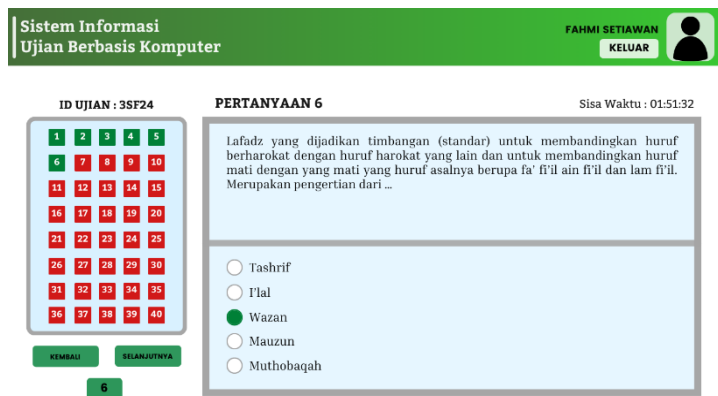 Sistem Informasi
Ujian Berbasis Komputer
FAHMI SETIAWAN
KELUAR
ID UJIAN : 3SF24
1 2 3 4 5
6 7 8 9 10
11 12 13 14 15
16 17 18 19 20
21 22 23 24 25
26 27 28 29 30
31 32 33 34 35
36 37 38 39 40
KEMBALI
SELANJUTNYA
6
PERTANYAAN 6
Sisa Waktu : 01:51:32
Lafadz yang dijadikan timbangan (standar) untuk membandingkan huruf
berharokat dengan huruf harokat yang lain dan untuk membandingkan huruf
mati dengan yang mati yang huruf asalnya berupa fa' fi'il ain fi'il dan lam fi'il.
Merupakan pengertian dari ...
Tashrif
I'lal
Wazan
Mauzun
Muthobaqah